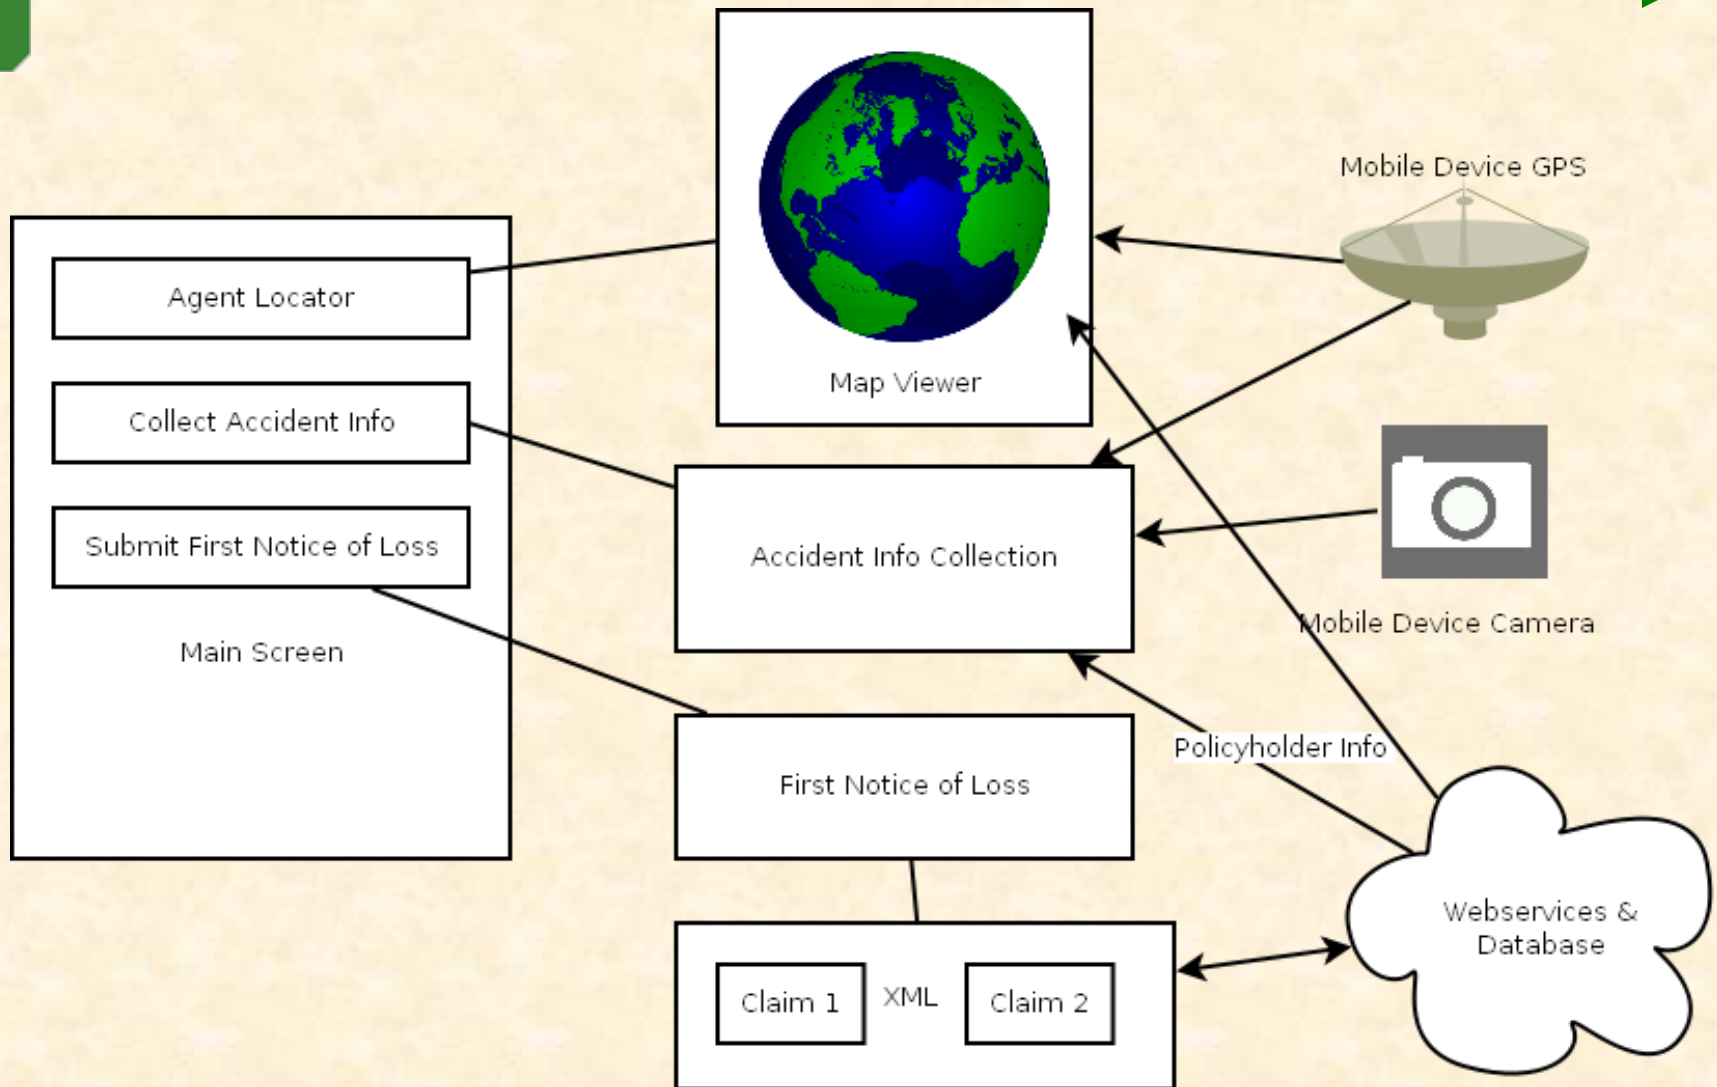 Mobile Device GPS
Agent Locator
Map Viewer
Collect Accident Info
Submit First Notice of Loss
Accident Info Collection
Mobile Device Camera
Main Screen
Policyholder Info
First Notice of Loss
Webservices &
Database
Claim 1
XML
Claim 2